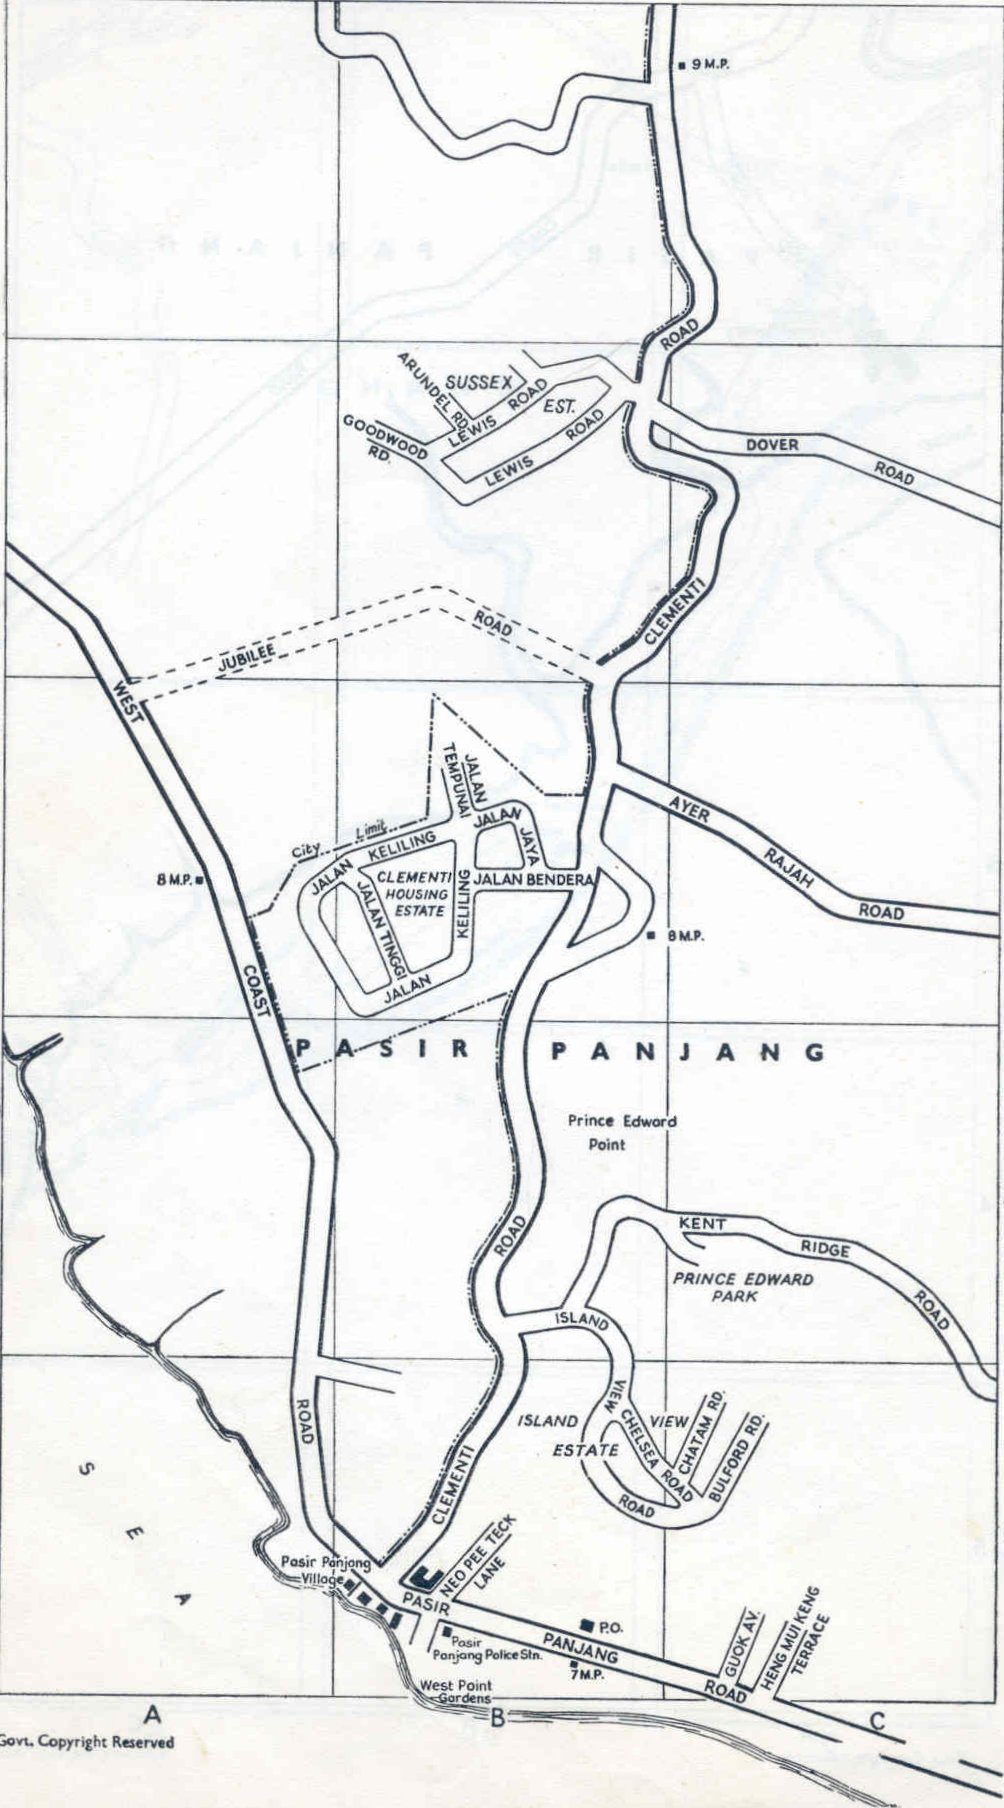 9 M.P.
ROAD
ARUNDEL RD.
SUSSEX
EST.
LEWIS ROAD
GOODWOOD
RD.
LEWIS ROAD
DOVER ROAD
CLEMENTI
JUBILEE ROAD
WEST
JALAN
TEMPUNAI
JALAN
JAYA
AYER RAJAH ROAD
City Limit
JALAN KELILING
8 M.P.
CLEMENTI
HOUSING
ESTATE
KELILING
JALAN BENDERA
JALAN TINGGI
JALAN
8 M.P.
COAST
PASIR PANJANG
Prince Edward
Point
ROAD
KENT RIDGE ROAD
PRINCE EDWARD
PARK
ISLAND
VIEW
ROAD
ISLAND VIEW
ESTATE
CHELSEA ROAD
CHATAM RD.
BULFORD RD.
ROAD
SEA
CLEMENTI
Pasir Panjang
Village
NEO PEE TECK
LANE
PASIR PANJANG ROAD
P.O.
Pasir
Panjang Police Stn.
7 M.P.
GUOK AV.
HENG MUI KENG
TERRACE
West Point
Gardens
A B C
Govt. Copyright Reserved